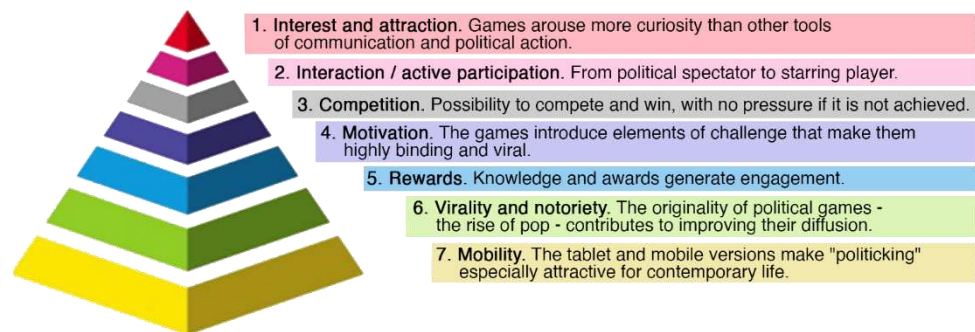 1. Interest and attraction. Games arouse more curiosity than other tools
of communication and political action.
2. Interaction / active participation. From political spectator to starring player.
3. Competition. Possibility to compete and win, with no pressure if it is not achieved.
4. Motivation. The games introduce elements of challenge that make them
highly binding and viral.
5. Rewards. Knowledge and awards generate engagement.
6. Virality and notoriety. The originality of political games -
the rise of pop - contributes to improving their diffusion.
7. Mobility. The tablet and mobile versions make "politicking"
especially attractive for contemporary life.